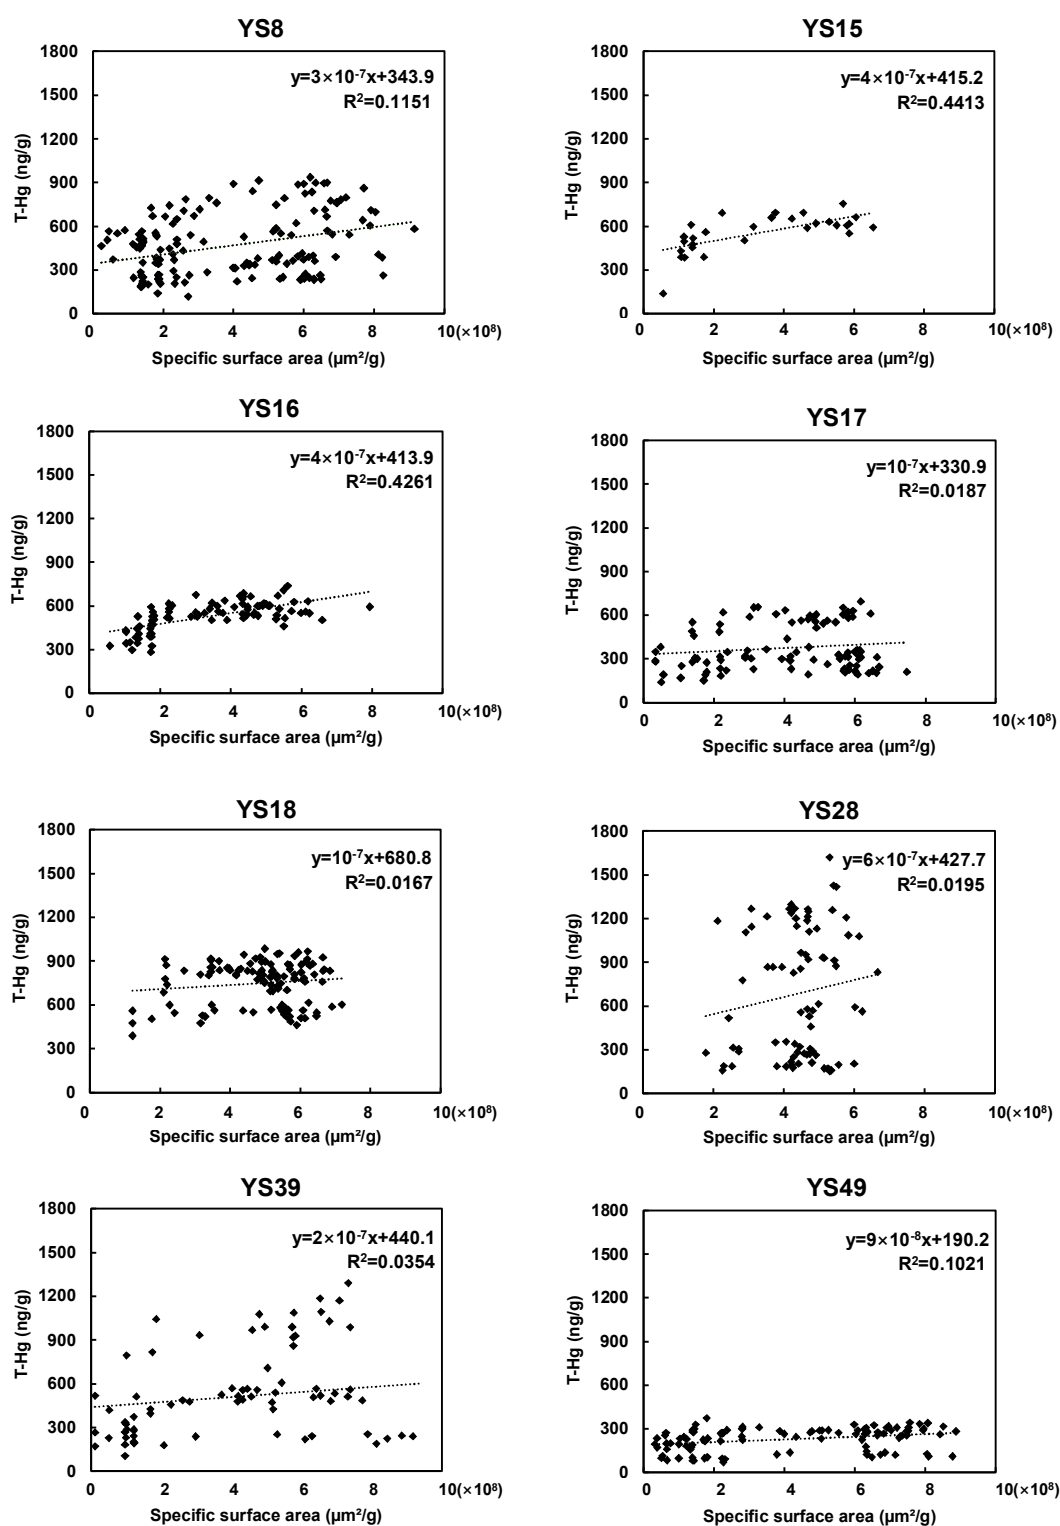 YS8
1800
1500
1200
900
600
300
0
T-Hg (ng/g)
y=3×10⁻⁷x+343.9
R²=0.1151
0 2 4 6 8 10(×10⁸)
Specific surface area (μm²/g)
YS15
1800
1500
1200
900
600
300
0
T-Hg (ng/g)
y=4×10⁻⁷x+415.2
R²=0.4413
0 2 4 6 8 10(×10⁸)
Specific surface area (μm²/g)
YS16
1800
1500
1200
900
600
300
0
T-Hg (ng/g)
y=4×10⁻⁷x+413.9
R²=0.4261
0 2 4 6 8 10(×10⁸)
Specific surface area (μm²/g)
YS17
1800
1500
1200
900
600
300
0
T-Hg (ng/g)
y=10⁻⁷x+330.9
R²=0.0187
0 2 4 6 8 10(×10⁸)
Specific surface area (μm²/g)
YS18
1800
1500
1200
900
600
300
0
T-Hg (ng/g)
y=10⁻⁷x+680.8
R²=0.0167
0 2 4 6 8 10(×10⁸)
Specific surface area (μm²/g)
YS28
1800
1500
1200
900
600
300
0
T-Hg (ng/g)
y=6×10⁻⁷x+427.7
R²=0.0195
0 2 4 6 8 10(×10⁸)
Specific surface area (μm²/g)
YS39
1800
1500
1200
900
600
300
0
T-Hg (ng/g)
y=2×10⁻⁷x+440.1
R²=0.0354
0 2 4 6 8 10(×10⁸)
Specific surface area (μm²/g)
YS49
1800
1500
1200
900
600
300
0
T-Hg (ng/g)
y=9×10⁻⁸x+190.2
R²=0.1021
0 2 4 6 8 10(×10⁸)
Specific surface area (μm²/g)